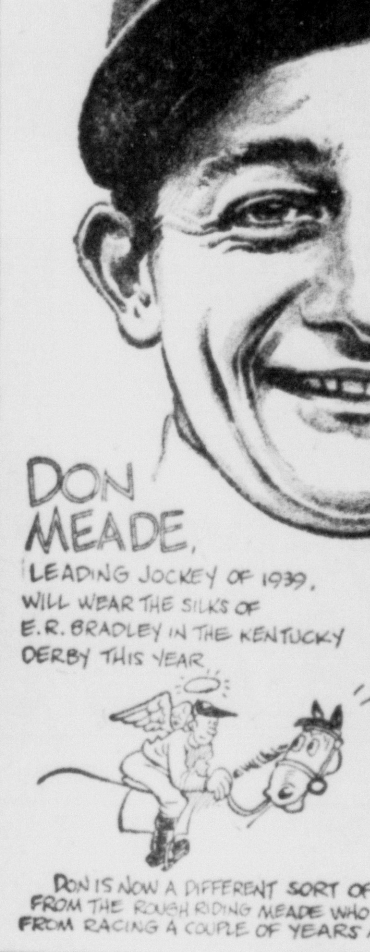 DON
MEADE,
LEADING JOCKEY OF 1939,
WILL WEAR THE SILKS OF
E.R. BRADLEY IN THE KENTUCKY
DERBY THIS YEAR
DON IS NOW A DIFFERENT SORT OF
FROM THE ROUGH RIDING MEADE WHO
FROM RACING A COUPLE OF YEARS